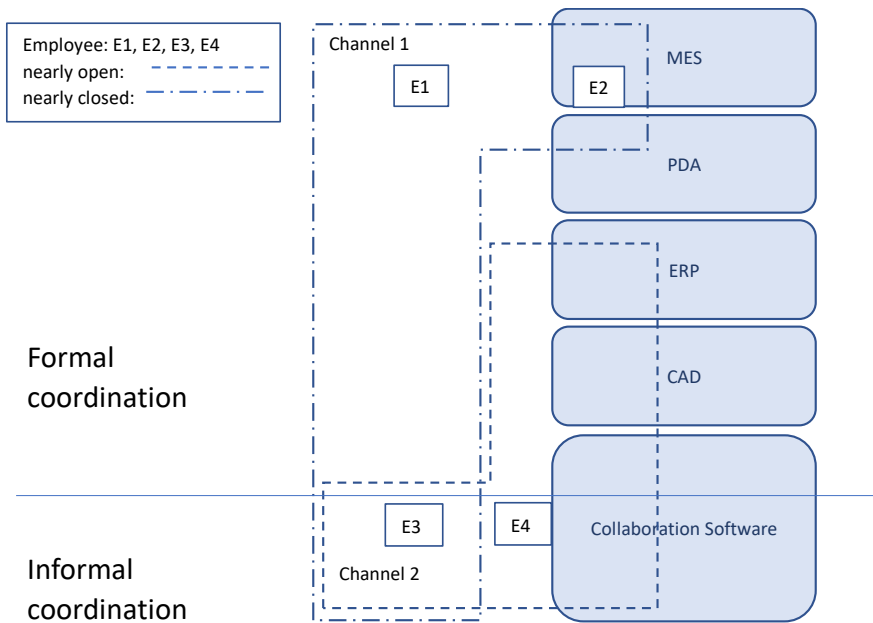 Employee: E1, E2, E3, E4
nearly open:
nearly closed:
Channel 1
E1
E2
MES
PDA
ERP
CAD
Formal
coordination
E3
E4
Collaboration Software
Channel 2
Informal
coordination